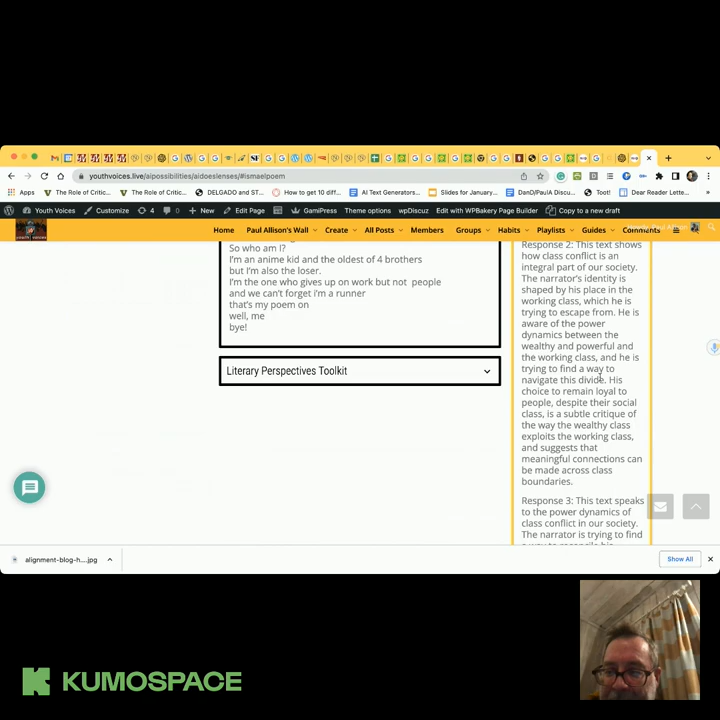 youthvoices.live/aipossibilities/aidoeslenses/#ismaelpoem
Apps
The Role of Critic...
The Role of Critic...
DELGADO and ST...
How to get 10 diff...
AI Text Generators...
Slides for January...
DanD/PaulA Discu...
Toot!
Dear Reader Letter...
Youth Voices
Customize
4
0
New
Edit Page
GamiPress
Theme options
wpDiscuz
Edit with WPBakery Page Builder
Copy to a new draft
Home
Paul Allison's Wall
Create
All Posts
Members
Groups
Habits
Playlists
Guides
Comments
So who am I?
I'm an anime kid and the oldest of 4 brothers
but I'm also the loser.
I'm the one who gives up on work but not people
and we can't forget i'm a runner
that's my poem on
well, me
bye!
Literary Perspectives Toolkit
Response 2: This text shows
how class conflict is an
integral part of our society.
The narrator's identity is
shaped by his place in the
working class, which he is
trying to escape from. He is
aware of the power
dynamics between the
wealthy and powerful and
the working class, and he is
trying to find a way to
navigate this divide. His
choice to remain loyal to
people, despite their social
class, is a subtle critique of
the way the wealthy class
exploits the working class,
and suggests that
meaningful connections can
be made across class
boundaries.
Response 3: This text speaks
to the power dynamics of
class conflict in our society.
The narrator is trying to find
a way to reconcile his
alignment-blog-h....jpg
Show All
KUMOSPACE